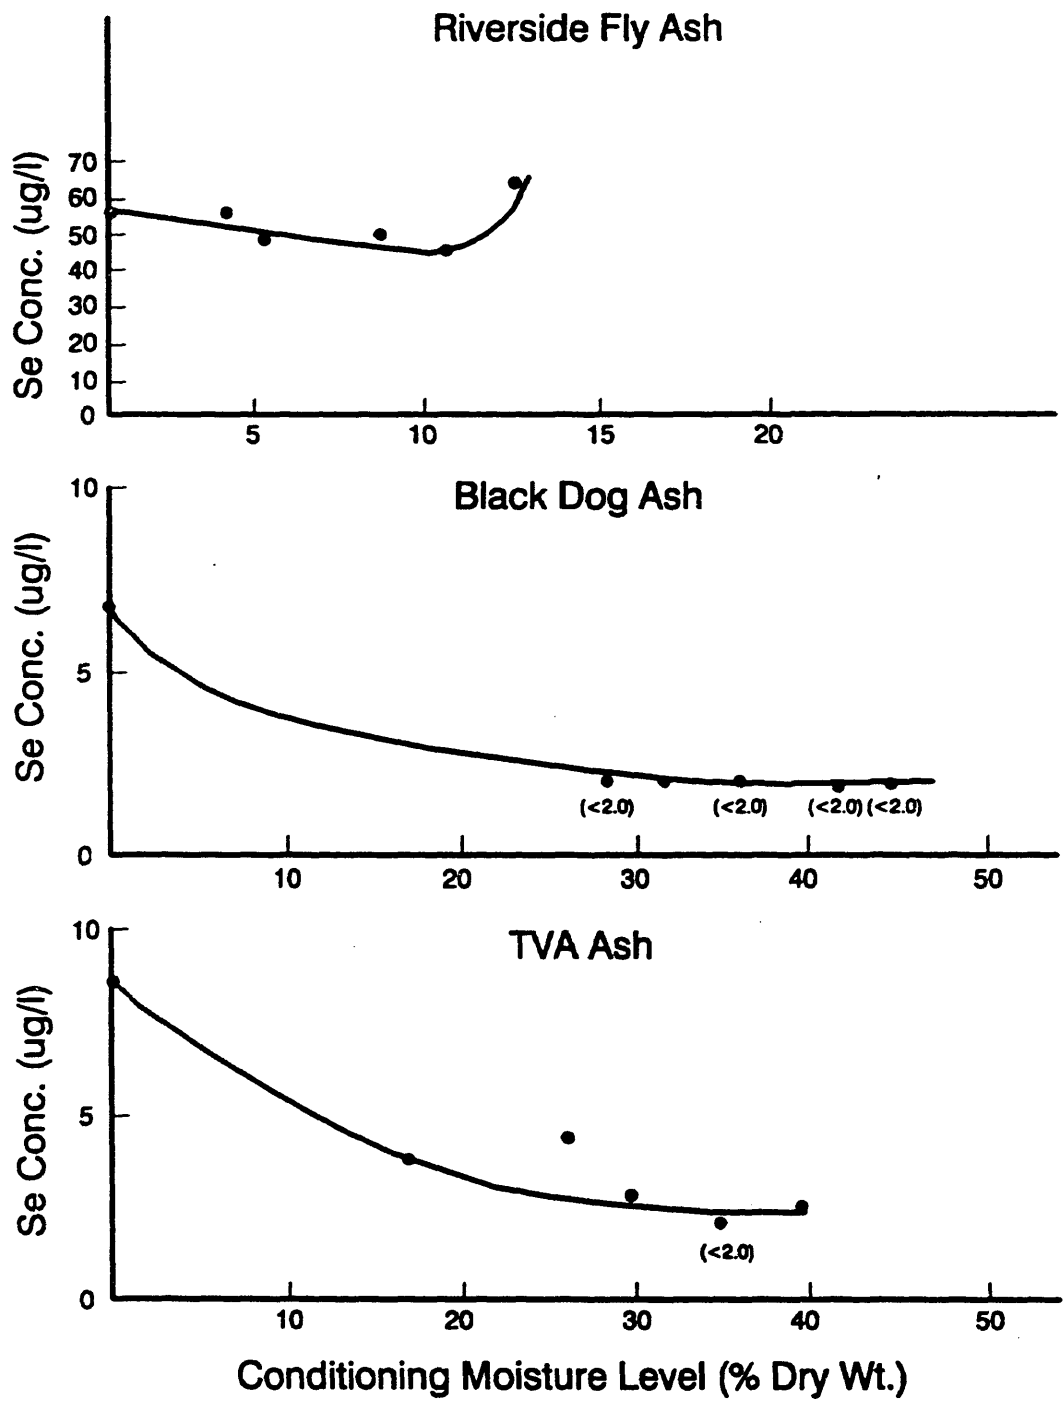 Riverside Fly Ash
Se Conc. (ug/l)
70
60
50
40
30
20
10
0
5 10 15 20
Black Dog Ash
Se Conc. (ug/l)
10
5
(<2.0) (<2.0) (<2.0) (<2.0)
0
10 20 30 40 50
TVA Ash
Se Conc. (ug/l)
10
5
(<2.0)
0
10 20 30 40 50
Conditioning Moisture Level (% Dry Wt.)